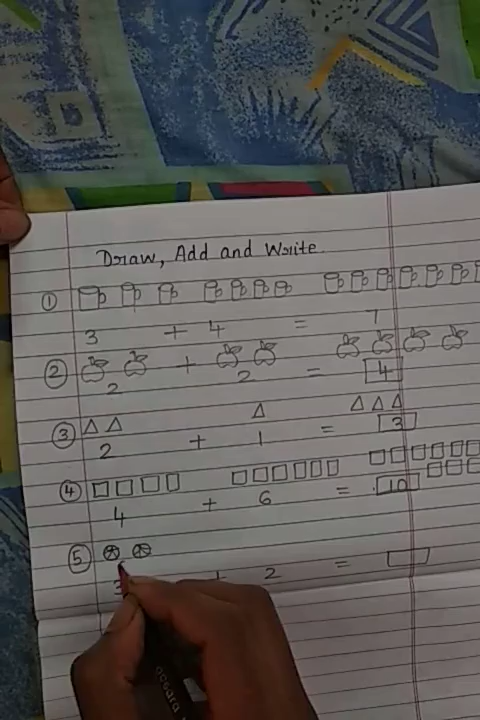 Draw, Add and Write.
1
3 + 4 = 7
2
2 + 2 = 4
3
2 + 1 = 3
4
4 + 6 = 10
5
3 + 2 =